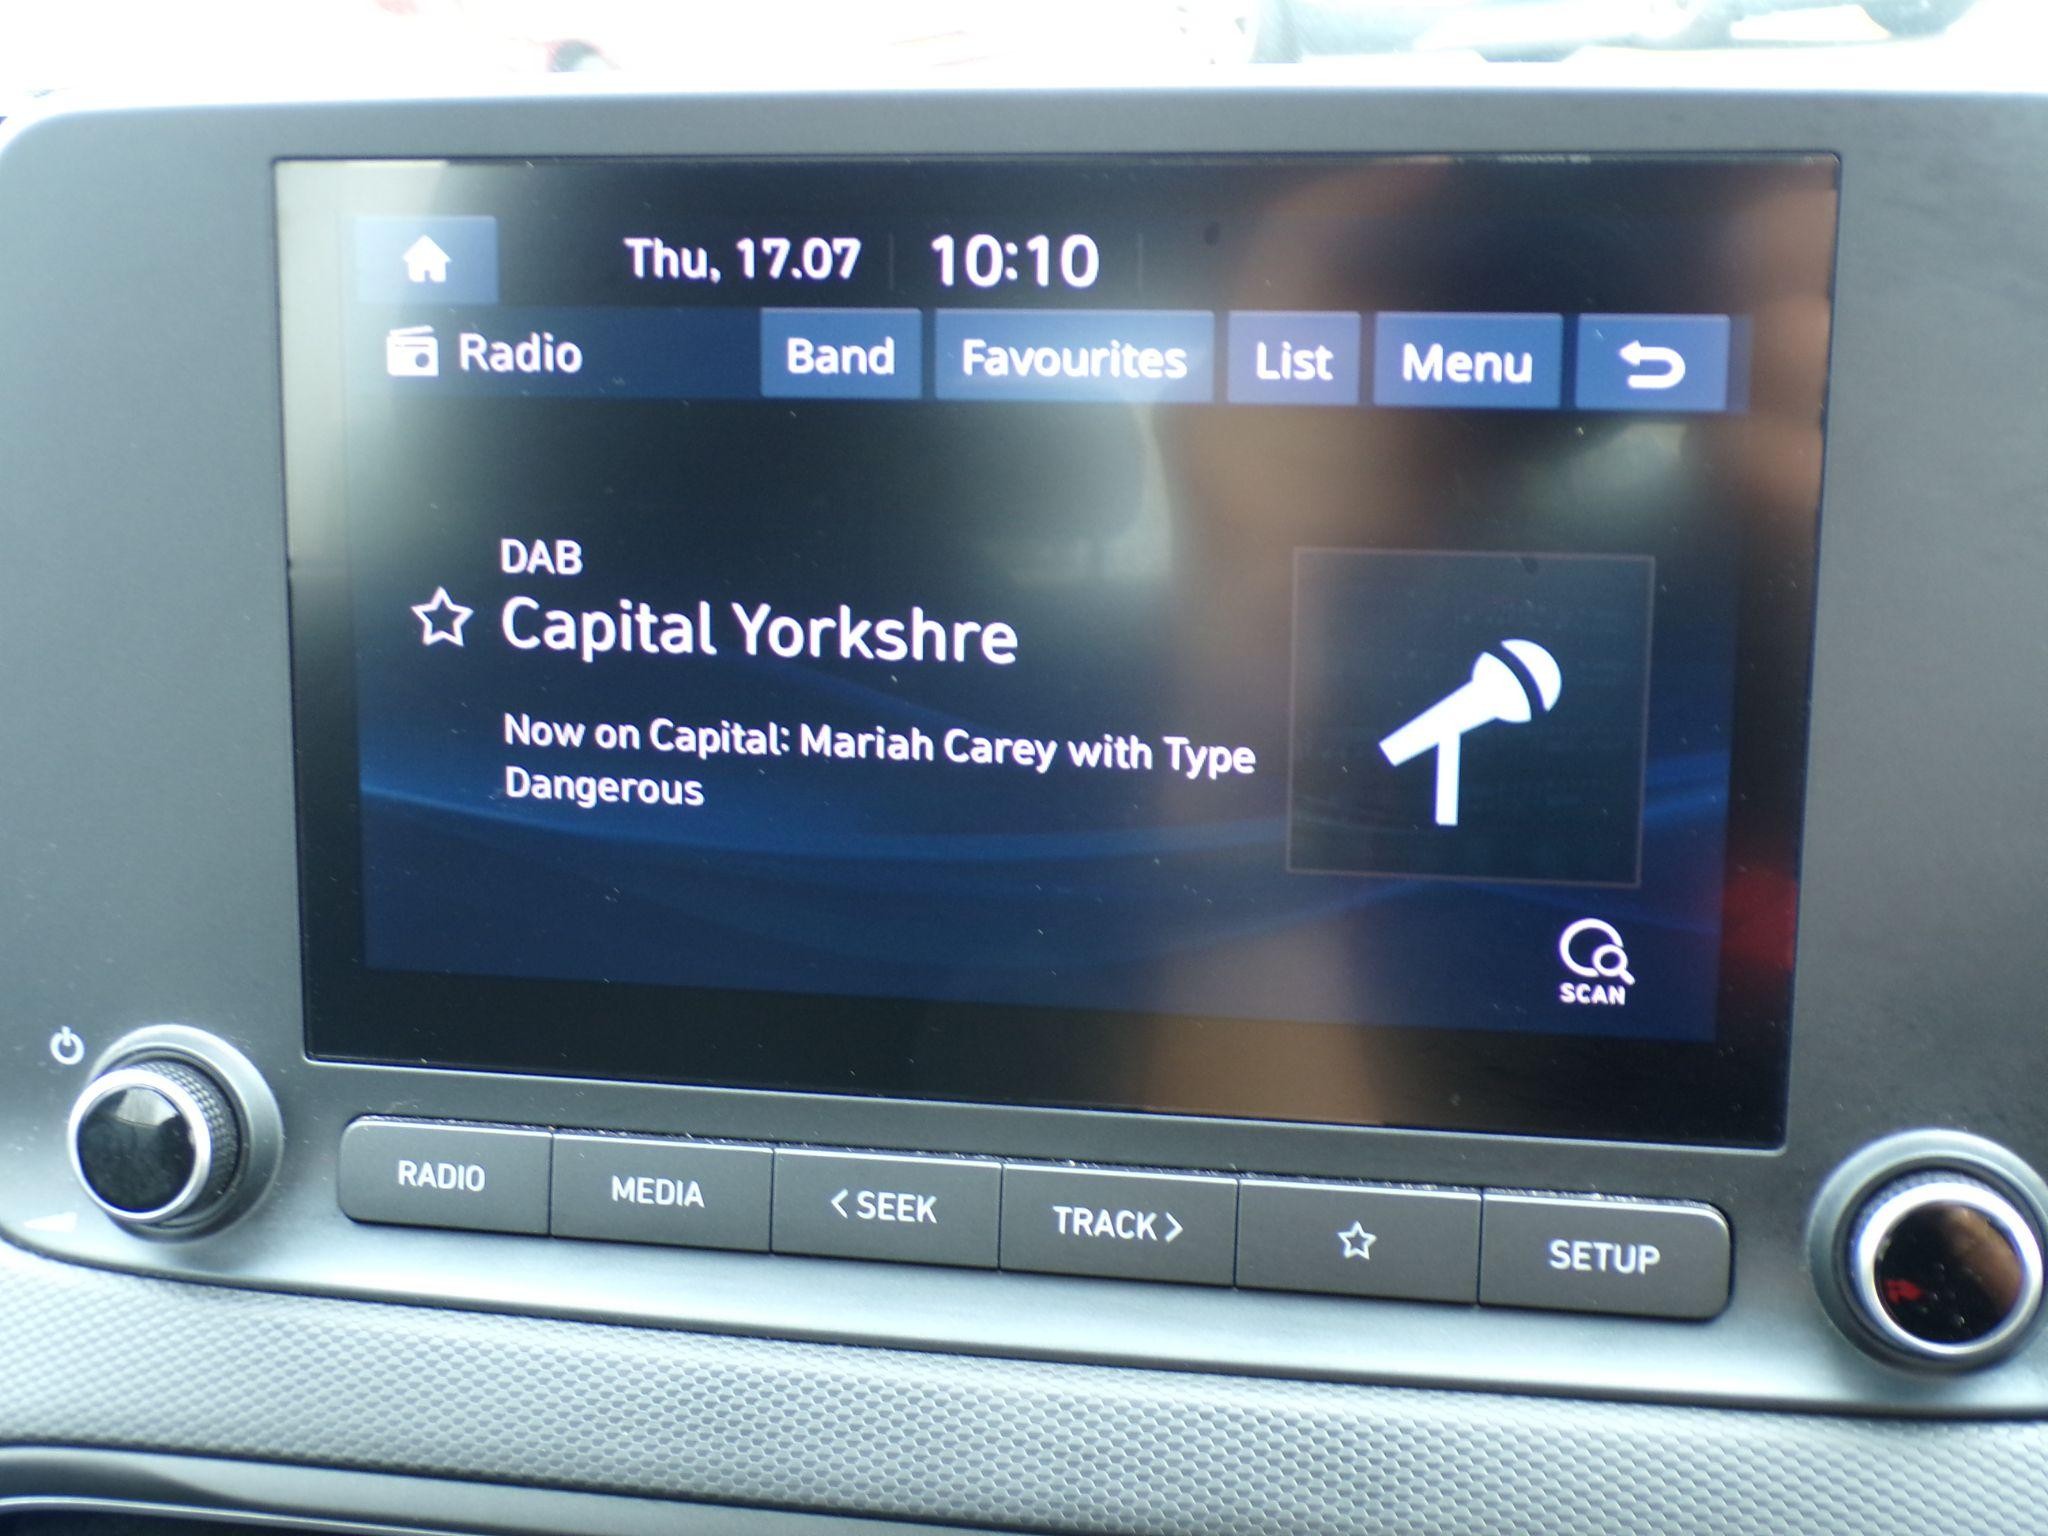 Thu, 17.07 10:10
Radio Band Favourites List Menu
DAB
Capital Yorkshre
Now on Capital: Mariah Carey with Type
Dangerous
SCAN
RADIO MEDIA <SEEK TRACK> SETUP